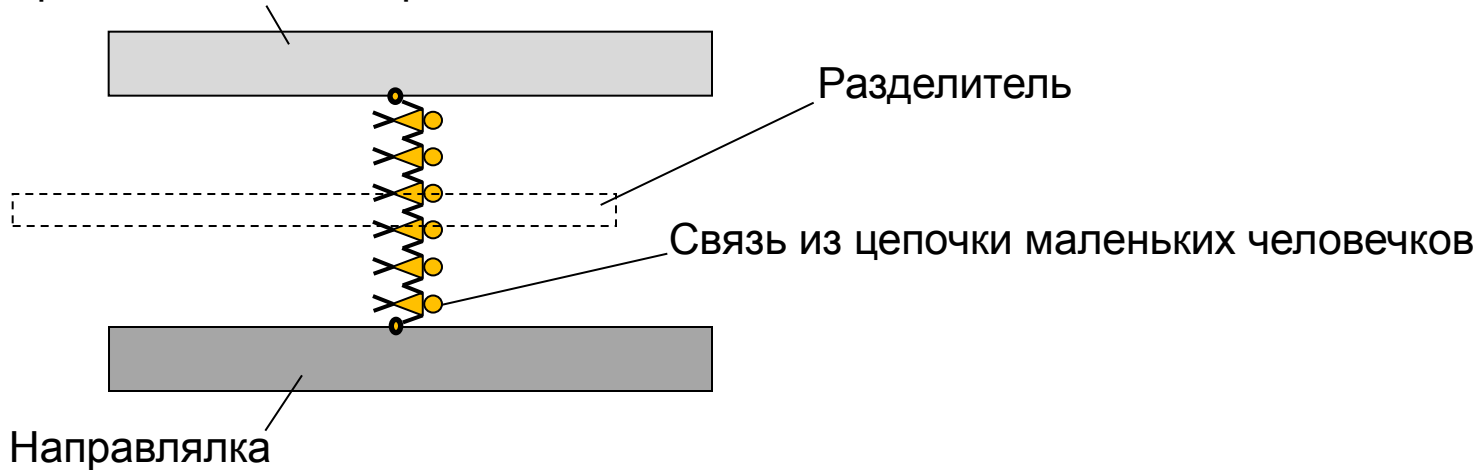 Разделитель
Связь из цепочки маленьких человечков
Направлялка